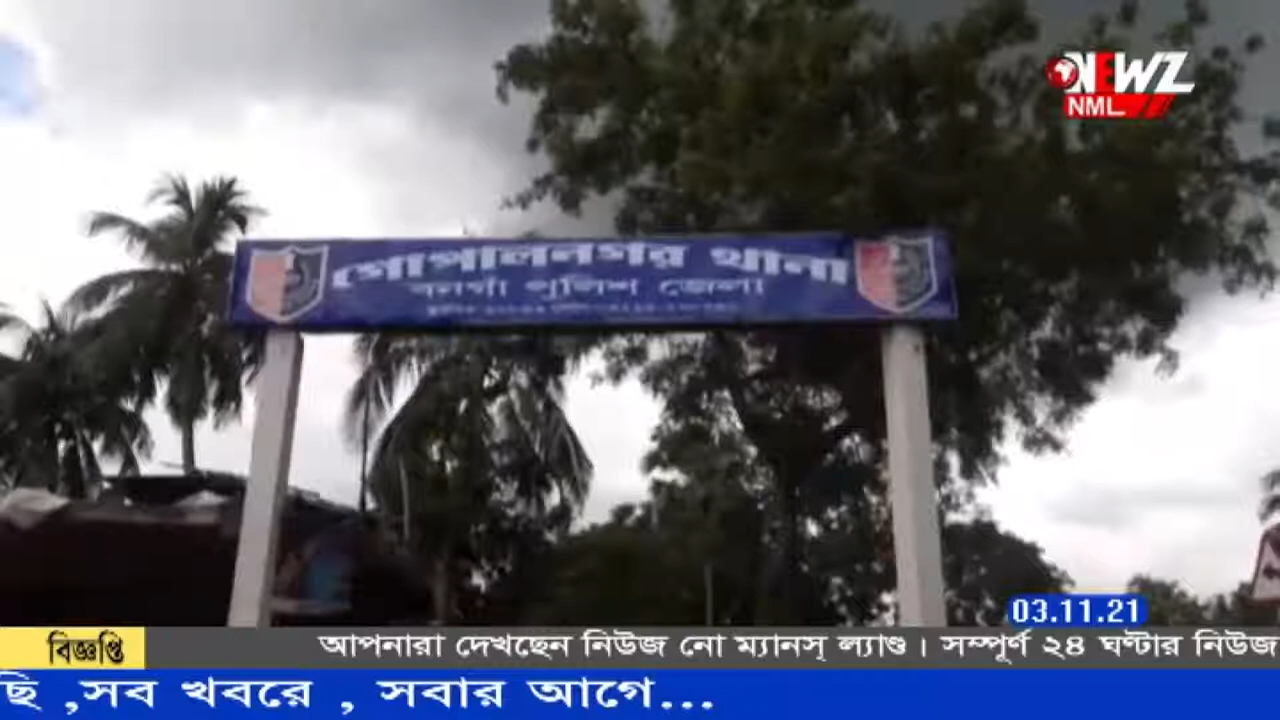 NEWZ
NML
গোপালনগর থানা
বনগাঁ পুলিশ জেলা
03.11.21
বিজ্ঞপ্তি
আপনারা দেখছেন নিউজ নো ম্যানস্ ল্যাণ্ড । সম্পূর্ণ ২৪ ঘণ্টার নিউজ
ছি ,সব খবরে , সবার আগে...